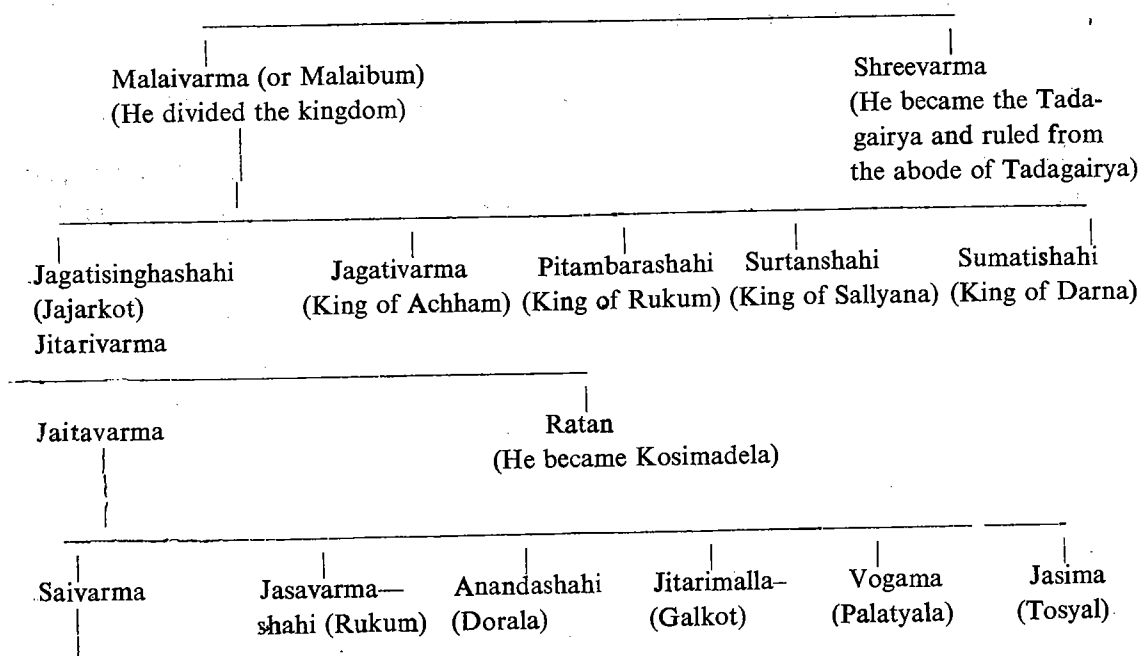 Malaivarma (or Malaibum)
(He divided the kingdom)
Shreevarma
(He became the Tada-
gairya and ruled from
the abode of Tadagairya)
Jagatisinghashahi
(Jajarkot)
Jitarivarma
Jagativarma
(King of Achham)
Pitambarashahi
(King of Rukum)
Surtanshahi
(King of Sallyana)
Sumatishahi
(King of Darna)
Jaitavarma
Ratan
(He became Kosimadela)
Saivarma
Jasavarma—
shahi (Rukum)
Anandashahi
(Dorala)
Jitarimalla–
(Galkot)
Vogama
(Palatyala)
Jasima
(Tosyal)